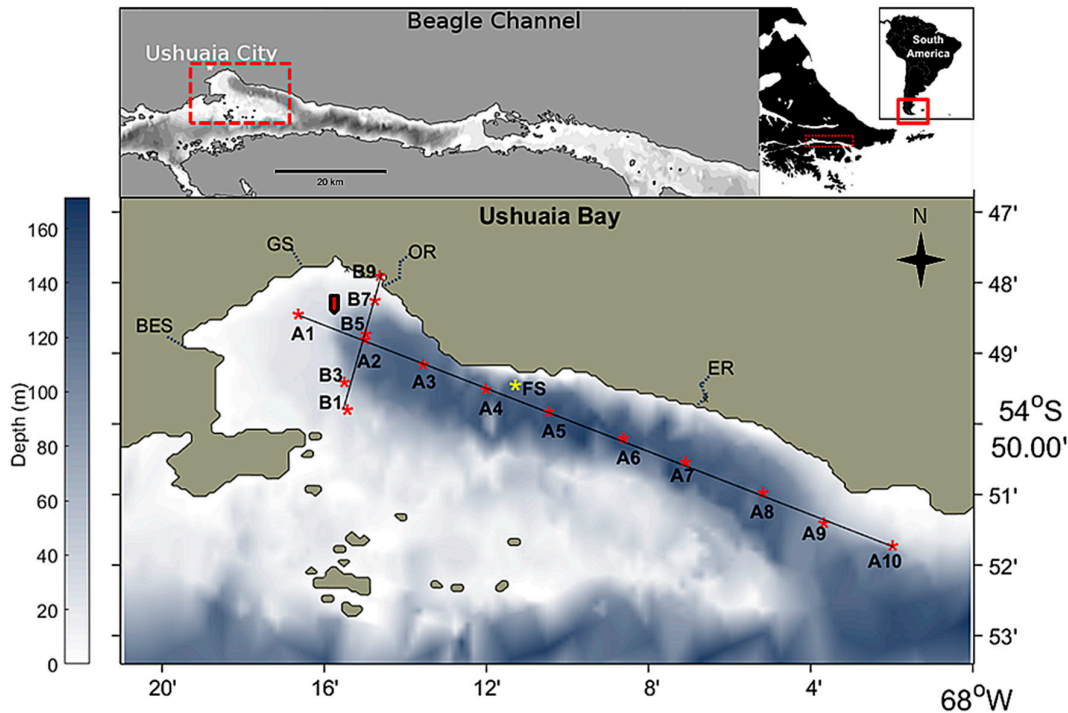 Beagle Channel
Ushuaia City
20 km
South
America
Ushuaia Bay
N
Depth (m)
160
140
120
100
80
60
40
20
0
GS
OR
BES
ER
B9
B7
B5
B3
B1
A1
A2
A3
A4
FS
A5
A6
A7
A8
A9
A10
47'
48'
49'
54°S
50.00'
51'
52'
53'
20'
16'
12'
8'
4'
68°W